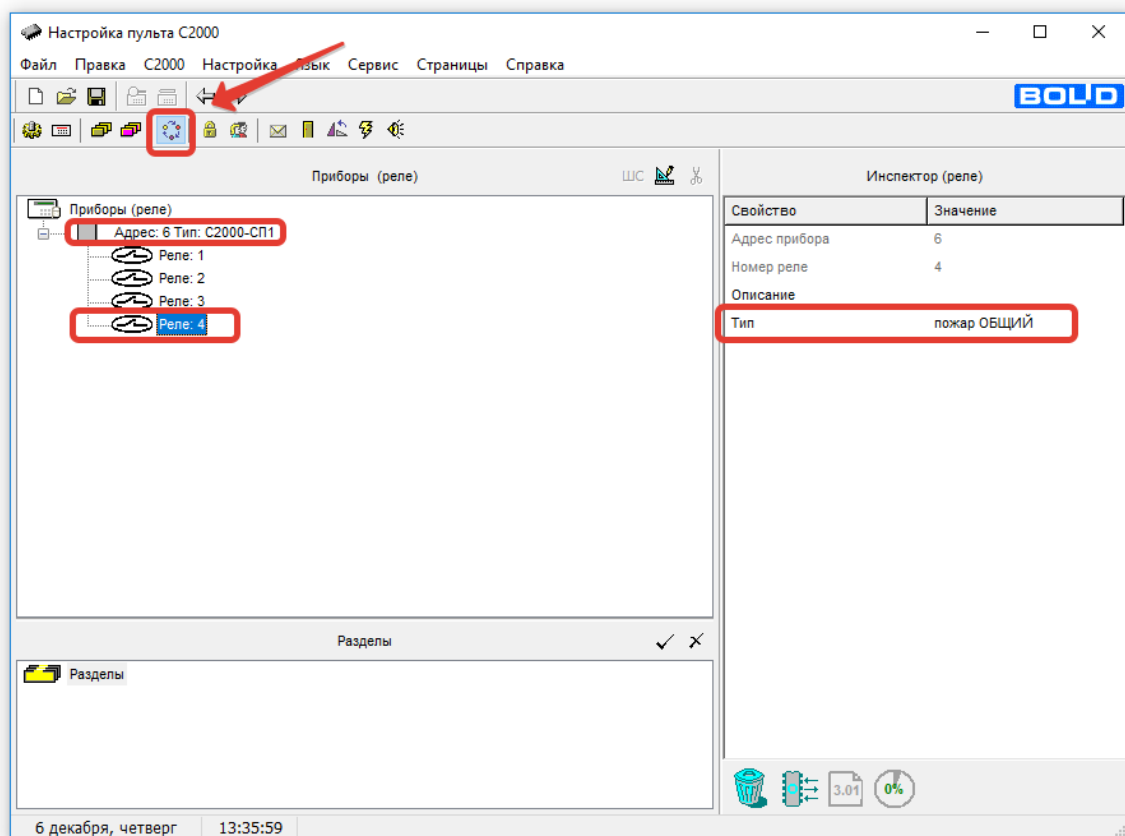 Настройка пульта С2000
Файл Правка С2000 Настройка Язык Сервис Страницы Справка
BOLID
Приборы (реле)
ШС
Инспектор (реле)
Приборы (реле)
Адрес: 6 Тип: С2000-СП1
Реле: 1
Реле: 2
Реле: 3
Реле: 4
Свойство Значение
Адрес прибора 6
Номер реле 4
Описание
Тип пожар ОБЩИЙ
Разделы
Разделы
3.01
0%
6 декабря, четверг 13:35:59